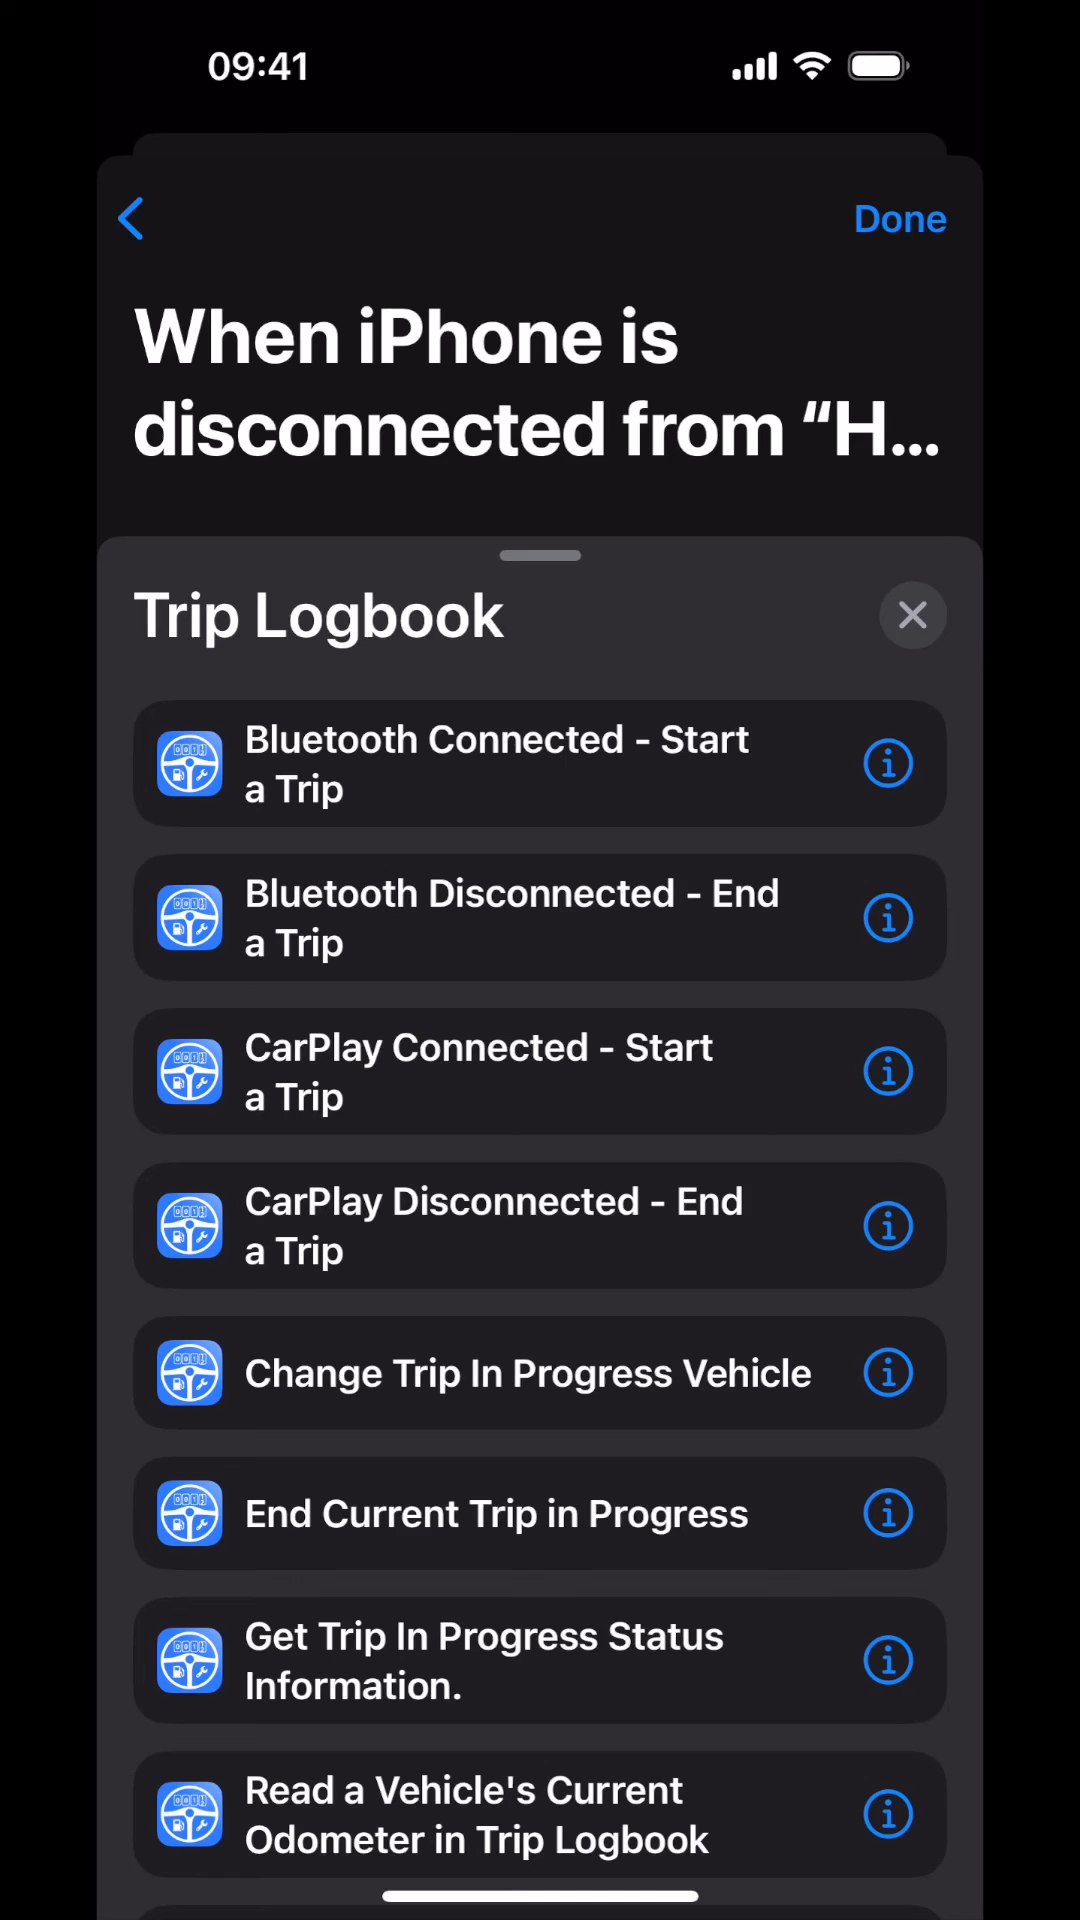 09:41
Done
When iPhone is
disconnected from “H...
Trip Logbook
Bluetooth Connected - Start
a Trip
Bluetooth Disconnected - End
a Trip
CarPlay Connected - Start
a Trip
CarPlay Disconnected - End
a Trip
Change Trip In Progress Vehicle
End Current Trip in Progress
Get Trip In Progress Status
Information.
Read a Vehicle's Current
Odometer in Trip Logbook